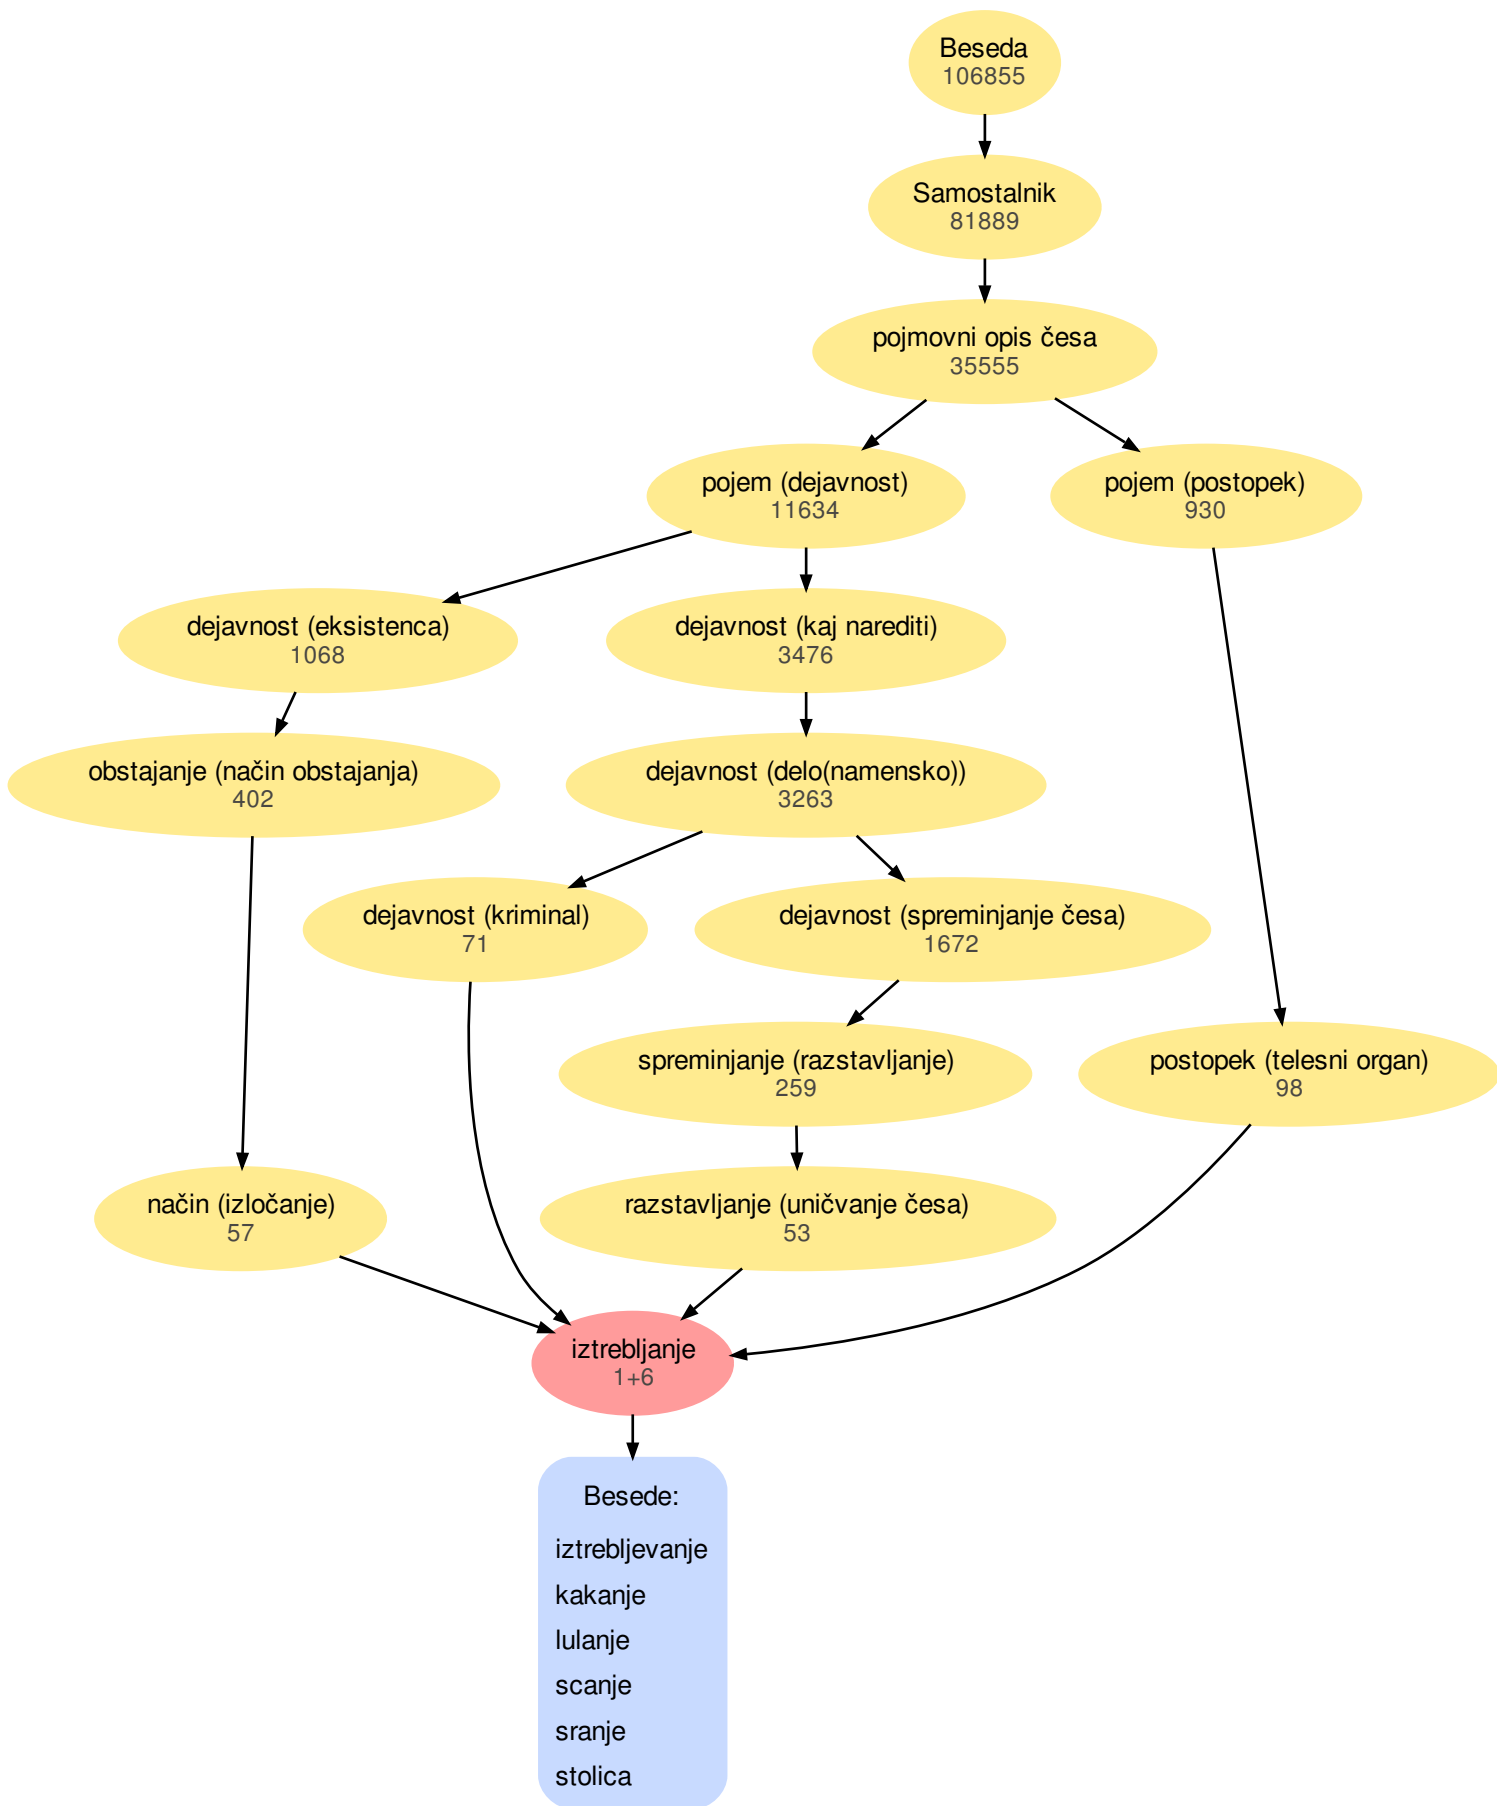 Beseda
106855
Samostalnik
81889
pojmovni opis česa
35555
pojem (dejavnost)
11634
pojem (postopek)
930
dejavnost (eksistenca)
1068
dejavnost (kaj narediti)
3476
obstajanje (način obstajanja)
402
dejavnost (delo(namensko))
3263
dejavnost (kriminal)
71
dejavnost (spreminjanje česa)
1672
spreminjanje (razstavljanje)
259
postopek (telesni organ)
98
način (izločanje)
57
razstavljanje (uničvanje česa)
53
iztrebljanje
1+6
Besede:
iztrebljevanje
kakanje
lulanje
scanje
sranje
stolica